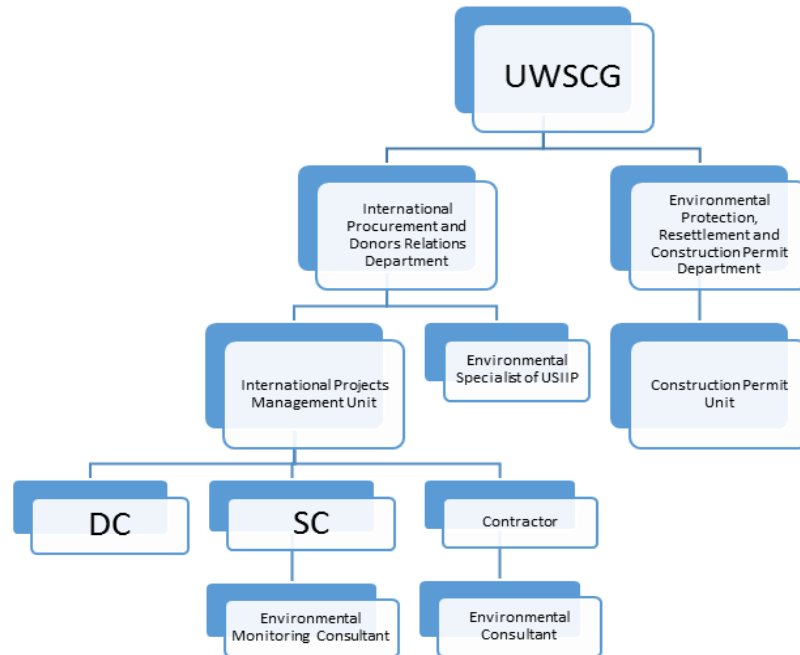 UWSCG
International
Procurement and
Donors Relations
Department
Environmental
Protection,
Resettlement and
Construction Permit
Department
International Projects
Management Unit
Environmental
Specialist of USIIP
Construction Permit
Unit
DC
SC
Contractor
Environmental
Monitoring Consultant
Environmental
Consultant